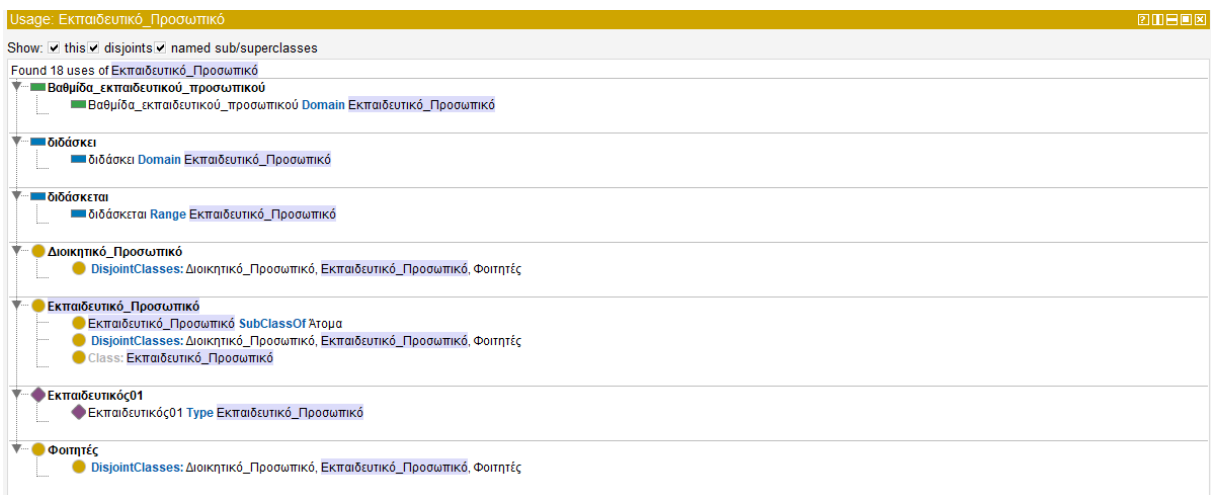 Usage: Εκπαιδευτικό_Προσωπικό
Show: this disjoints named sub/superclasses
Found 18 uses of Εκπαιδευτικό_Προσωπικό
Βαθμίδα_εκπαιδευτικού_προσωπικού
Βαθμίδα_εκπαιδευτικού_προσωπικού Domain Εκπαιδευτικό_Προσωπικό
διδάσκει
διδάσκει Domain Εκπαιδευτικό_Προσωπικό
διδάσκεται
διδάσκεται Range Εκπαιδευτικό_Προσωπικό
Διοικητικό_Προσωπικό
DisjointClasses: Διοικητικό_Προσωπικό, Εκπαιδευτικό_Προσωπικό, Φοιτητές
Εκπαιδευτικό_Προσωπικό
Εκπαιδευτικό_Προσωπικό SubClassOf Άτομα
DisjointClasses: Διοικητικό_Προσωπικό, Εκπαιδευτικό_Προσωπικό, Φοιτητές
Class: Εκπαιδευτικό_Προσωπικό
Εκπαιδευτικός01
Εκπαιδευτικός01 Type Εκπαιδευτικό_Προσωπικό
Φοιτητές
DisjointClasses: Διοικητικό_Προσωπικό, Εκπαιδευτικό_Προσωπικό, Φοιτητές